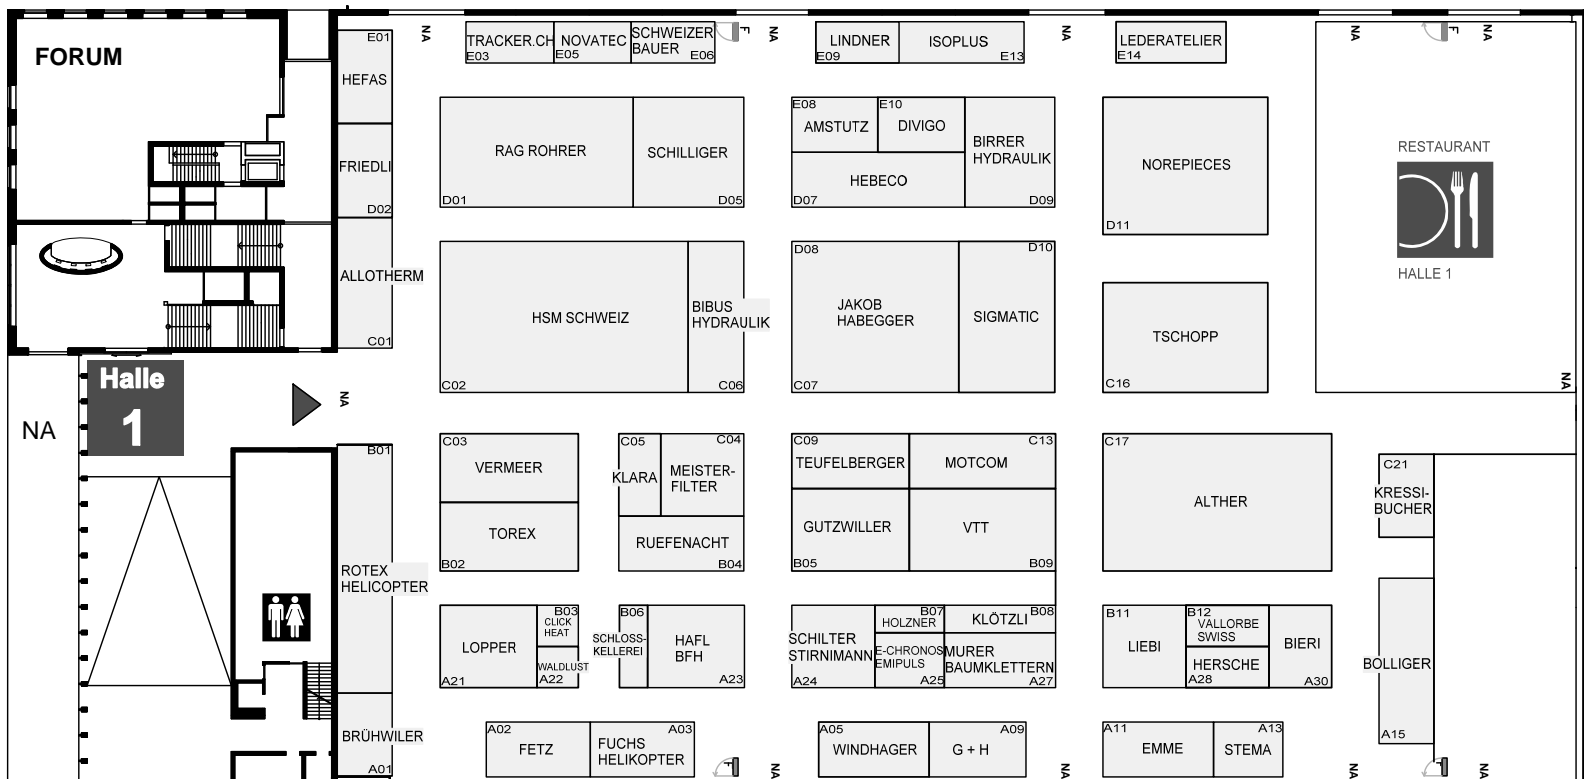 FORUM
E01
HEFAS
FRIEDLI
D02
ALLOTHERM
C01
Halle
1
NA
NA
NA
TRACKER.CH
E03
NOVATEC
E05
SCHWEIZER
BAUER
E06
F
NA
LINDNER
E09
ISOPLUS
E13
NA
LEDERATELIER
E14
NA
F
NA
RAG ROHRER
D01
SCHILLIGER
D05
E08
AMSTUTZ
E10
DIVIGO
BIRRER
HYDRAULIK
HEBECO
D07
D09
NOREPIECES
D11
RESTAURANT
HALLE 1
NA
HSM SCHWEIZ
C02
BIBUS
HYDRAULIK
C06
D08
JAKOB
HABEGGER
C07
D10
SIGMATIC
TSCHOPP
C16
B01
ROTEX
HELICOPTER
BRÜHWILER
A01
C03
VERMEER
TOREX
B02
C05
KLARA
C04
MEISTER-
FILTER
RUEFENACHT
B04
C09
TEUFELBERGER
C13
MOTCOM
GUTZWILLER
B05
VTT
B09
C17
ALTHER
C21
KRESSI-
BUCHER
LOPPER
A21
B03
CLICK
HEAT
WALDLUST
A22
B06
SCHLOSS-
KELLEREI
HAFL
BFH
A23
SCHILTER
STIRNIMANN
A24
B07
HOLZNER
E-CHRONOS
EMIPULS
A25
B08
KLÖTZLI
MURER
BAUMKLETTERN
A27
B11
LIEBI
B12
VALLORBE
SWISS
HERSCHE
A28
BIERI
A30
BOLLIGER
A15
A02
FETZ
A03
FUCHS
HELIKOPTER
F
NA
A05
WINDHAGER
A09
G + H
NA
A11
EMME
A13
STEMA
NA
F
NA